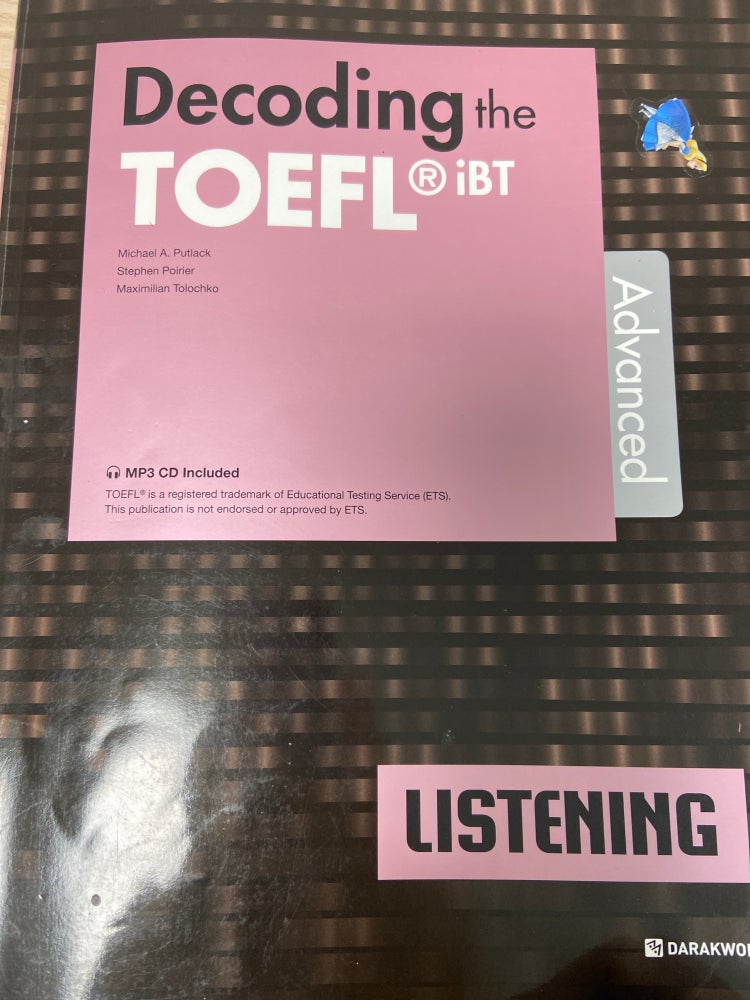 Decoding the
TOEFL® iBT
Michael A. Putlack
Stephen Poirier
Maximilian Tolochko
Advanced
MP3 CD Included
TOEFL® is a registered trademark of Educational Testing Service (ETS).
This publication is not endorsed or approved by ETS.
LISTENING